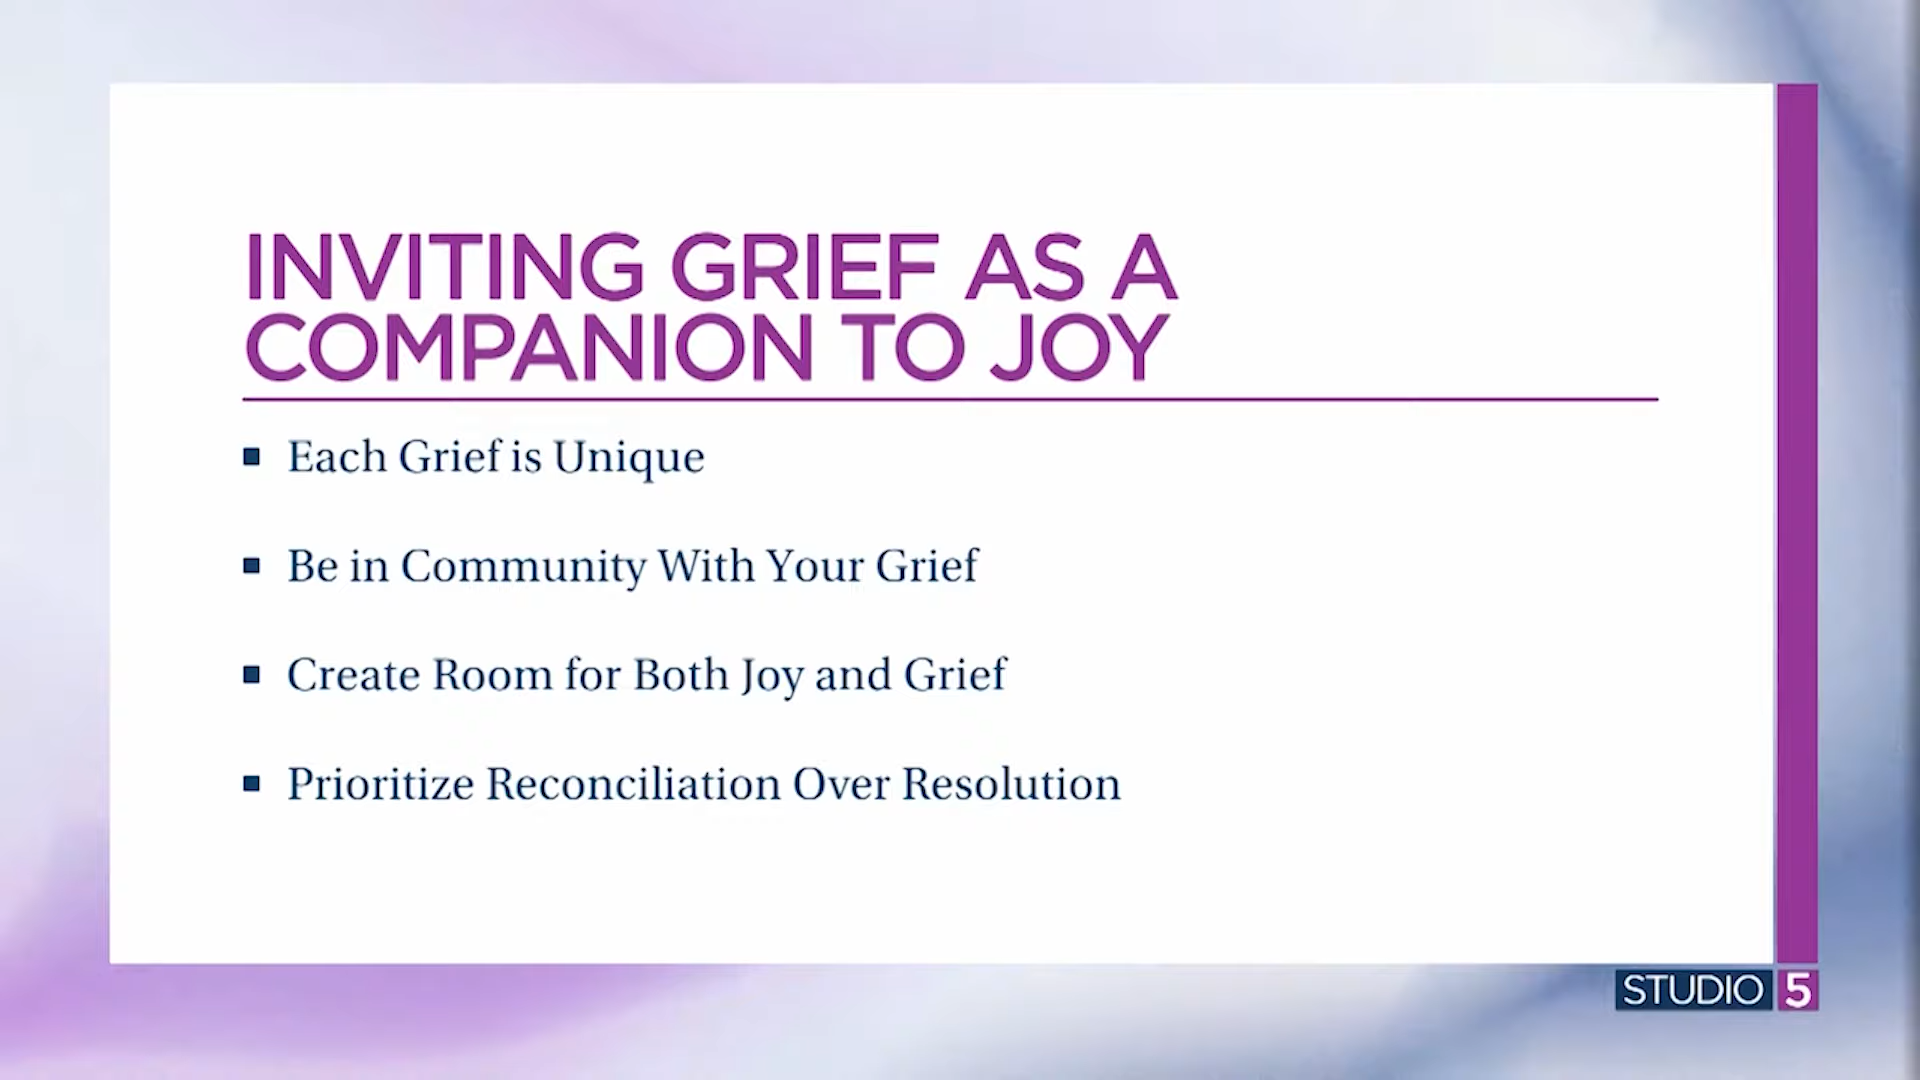 INVITING GRIEF AS A
COMPANION TO JOY
Each Grief is Unique
Be in Community With Your Grief
Create Room for Both Joy and Grief
Prioritize Reconciliation Over Resolution
STUDIO 5